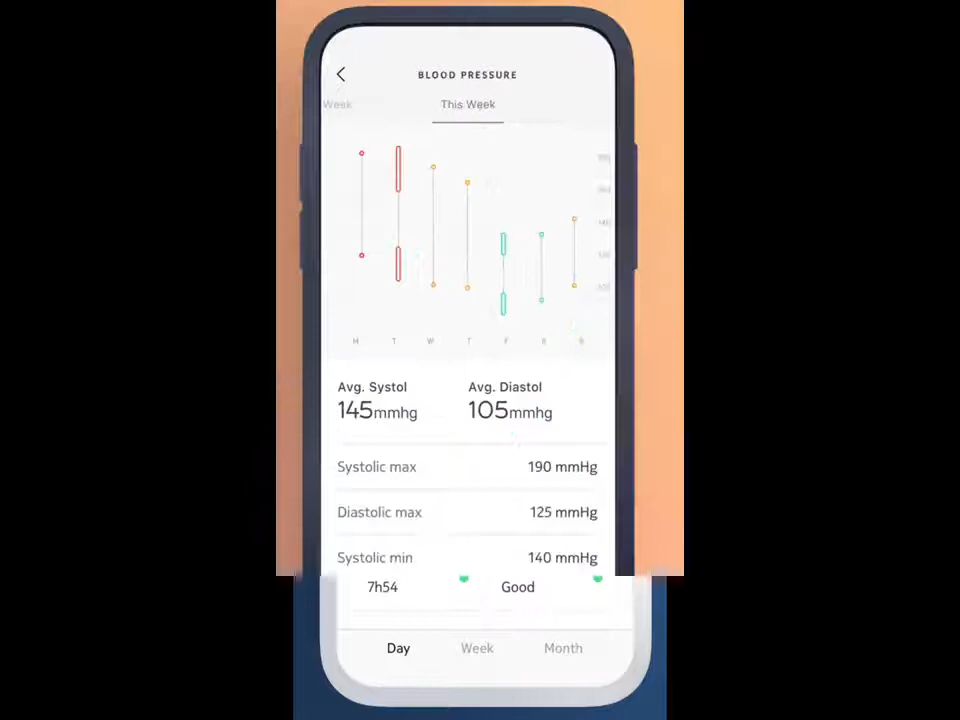 BLOOD PRESSURE
Week This Week
M T W T F S S
Avg. Systol Avg. Diastol
145mmhg 105mmhg
Systolic max 190 mmHg
Diastolic max 125 mmHg
Systolic min 140 mmHg
7h54 Good
Day Week Month